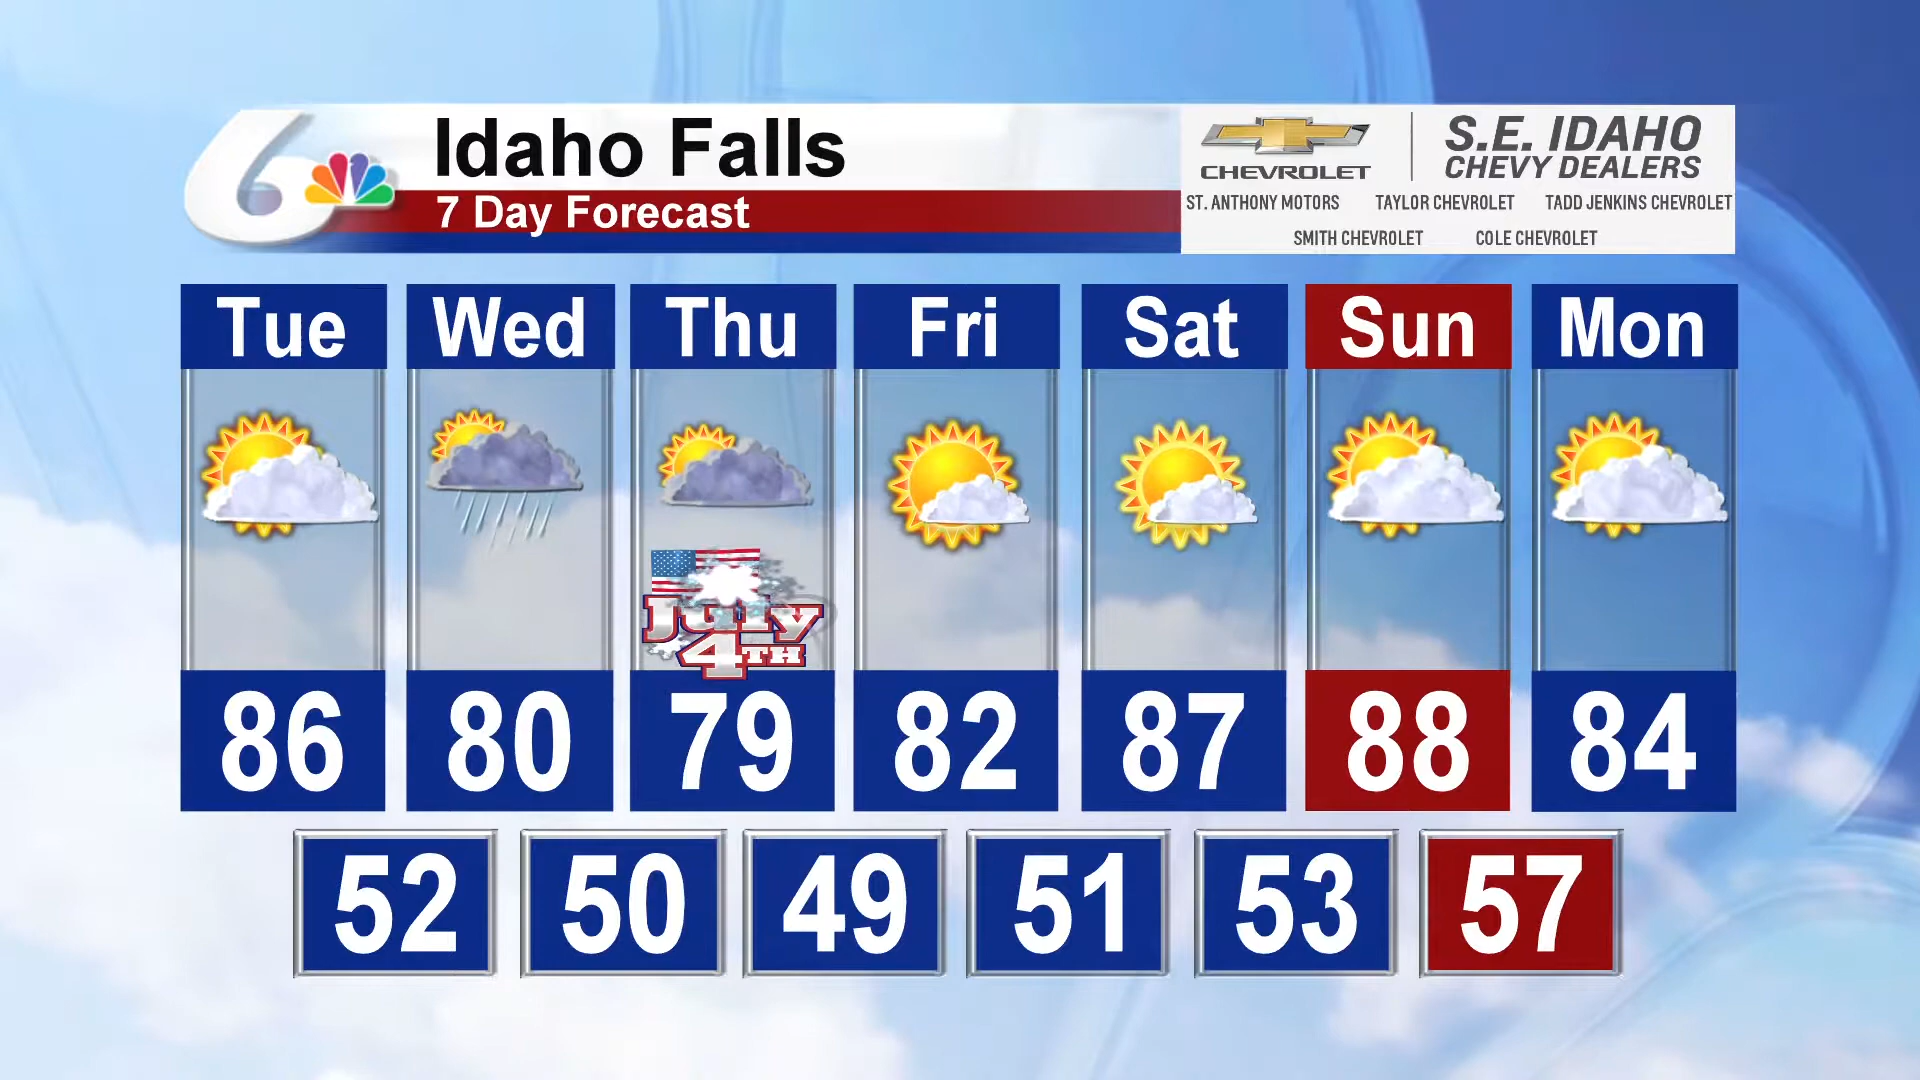 6
Idaho Falls
7 Day Forecast
CHEVROLET
S.E. IDAHO
CHEVY DEALERS
ST. ANTHONY MOTORS TAYLOR CHEVROLET TADD JENKINS CHEVROLET
SMITH CHEVROLET COLE CHEVROLET
Tue Wed Thu Fri Sat Sun Mon
July
4TH
86 80 79 82 87 88 84
52 50 49 51 53 57